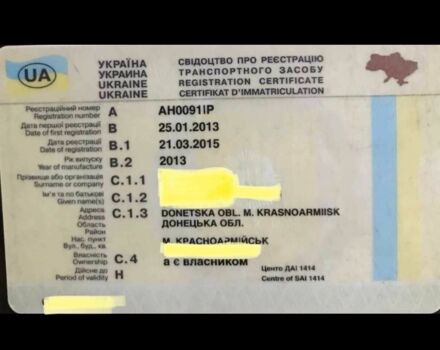 УКРАЇНА СВІДОЦТВО ПРО РЕЄСТРАЦІЮ
УКРАИНА ТРАНСПОРТНОГО ЗАСОБУ
UKRAINE REGISTRATION CERTIFICATE
UKRAINE CERTIFIKAT D'IMMATRICULATION
UA
Реєстраційний номер A AH0091IP
Registration number
Дата першої реєстрації B 25.01.2013
Date of first registration
Дата реєстрації B.1 21.03.2015
Date of registration
Рік випуску B.2 2013
Year of manufacture
Прізвище або організація C.1.1
Surname or company
Ім'я та по батькові C.1.2
Given name(s)
Адреса C.1.3 DONETSKA OBL. M. KRASNOARMIISK
Address
Область ДОНЕЦЬКА ОБЛ.
Район
Нас. пункт М. КРАСНОАРМІЙСЬК
Вул., буд., кв.
Власність C.4 а є власником
Ownership
Дійсне до H Центр ДАІ 1414
Period of validity Centre of SAI 1414